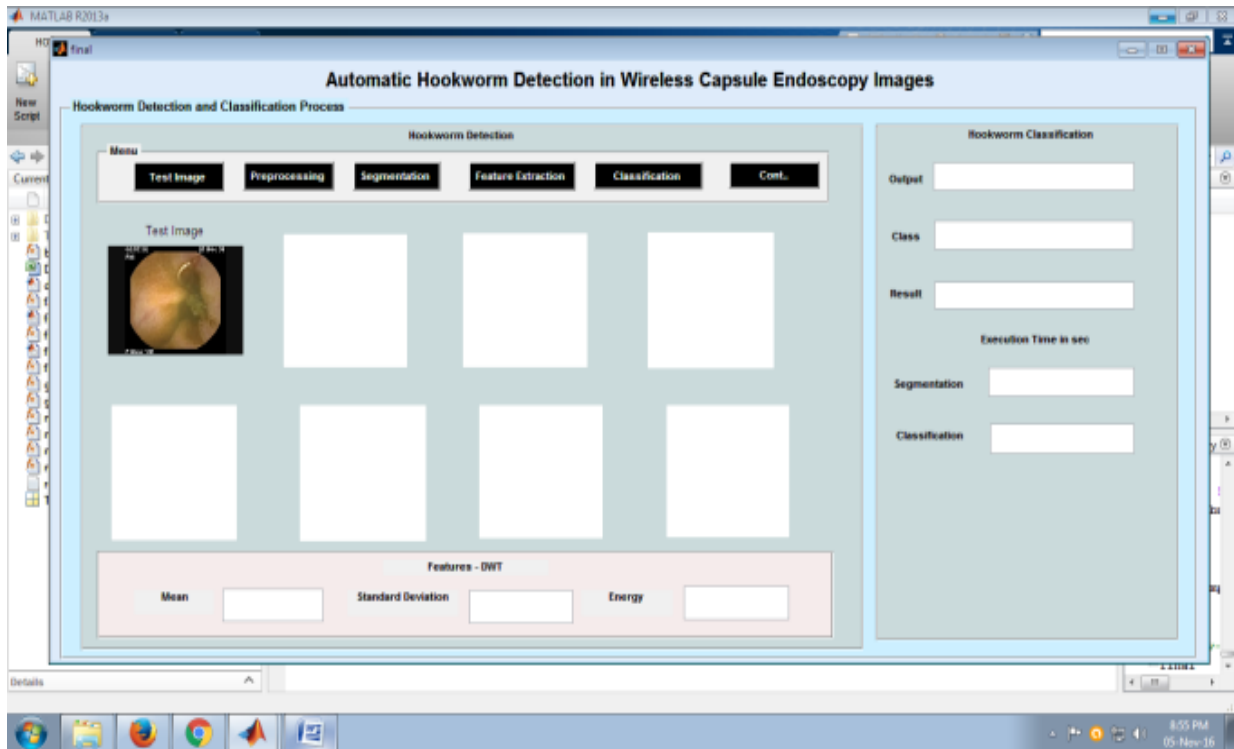 MATLAB R2013a
final
Automatic Hookworm Detection in Wireless Capsule Endoscopy Images
New
Script
Hookworm Detection and Classification Process
Hookworm Detection
Menu
Test Image Preprocessing Segmentation Feature Extraction Classification Cont..
Test Image
Features - DWT
Mean Standard Deviation Energy
Hookworm Classification
Output
Class
Result
Execution Time in sec
Segmentation
Classification
Current
Details
final
8:55 PM
05-Nov-16